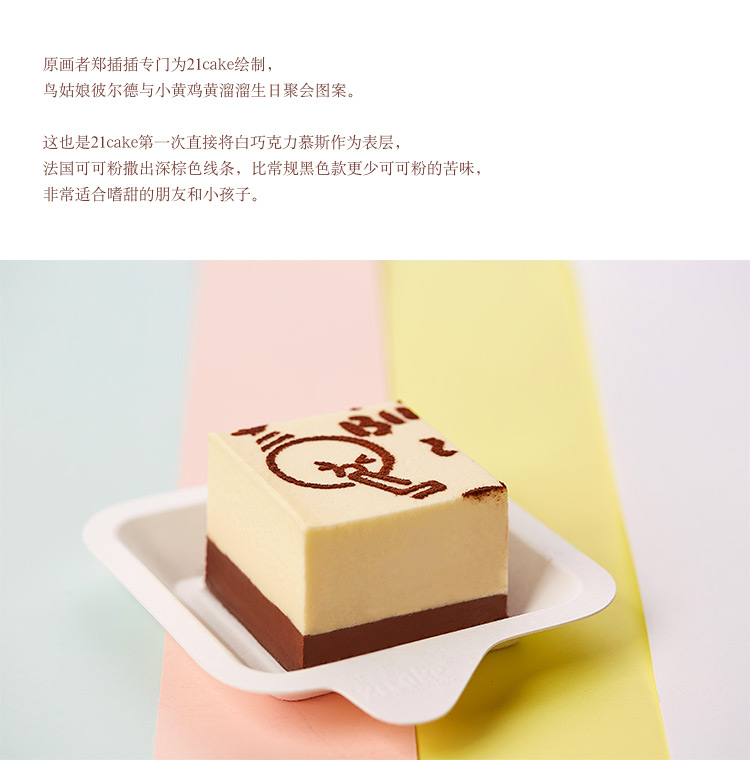 原画者郑插插专门为21cake绘制，
鸟姑娘彼尔德与小黄鸡黄溜溜生日聚会图案。
这也是21cake第一次直接将白巧克力慕斯作为表层，
法国可可粉撒出深棕色线条，比常规黑色款更少可可粉的苦味，
非常适合嗜甜的朋友和小孩子。